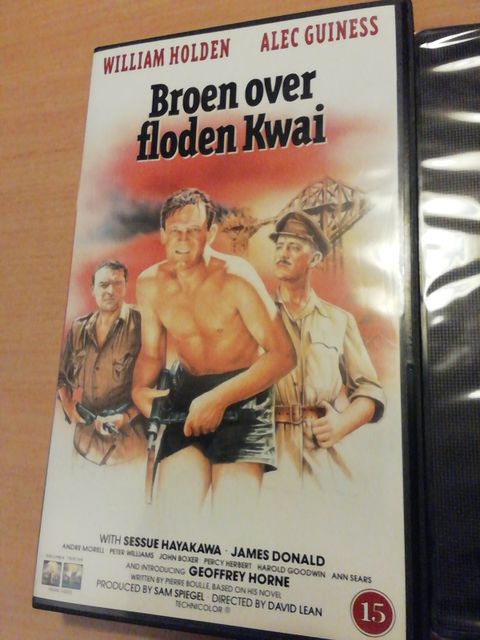 WILLIAM HOLDEN ALEC GUINESS
Broen over
floden Kwai
WITH SESSUE HAYAKAWA · JAMES DONALD
ANDRE MORELL PETER WILLIAMS JOHN BOXER PERCY HERBERT HAROLD GOODWIN ANN SEARS
AND INTRODUCING GEOFFREY HORNE
WRITTEN BY PIERRE BOULLE, BASED ON HIS NOVEL
PRODUCED BY SAM SPIEGEL DIRECTED BY DAVID LEAN
TECHNICOLOR ®
15